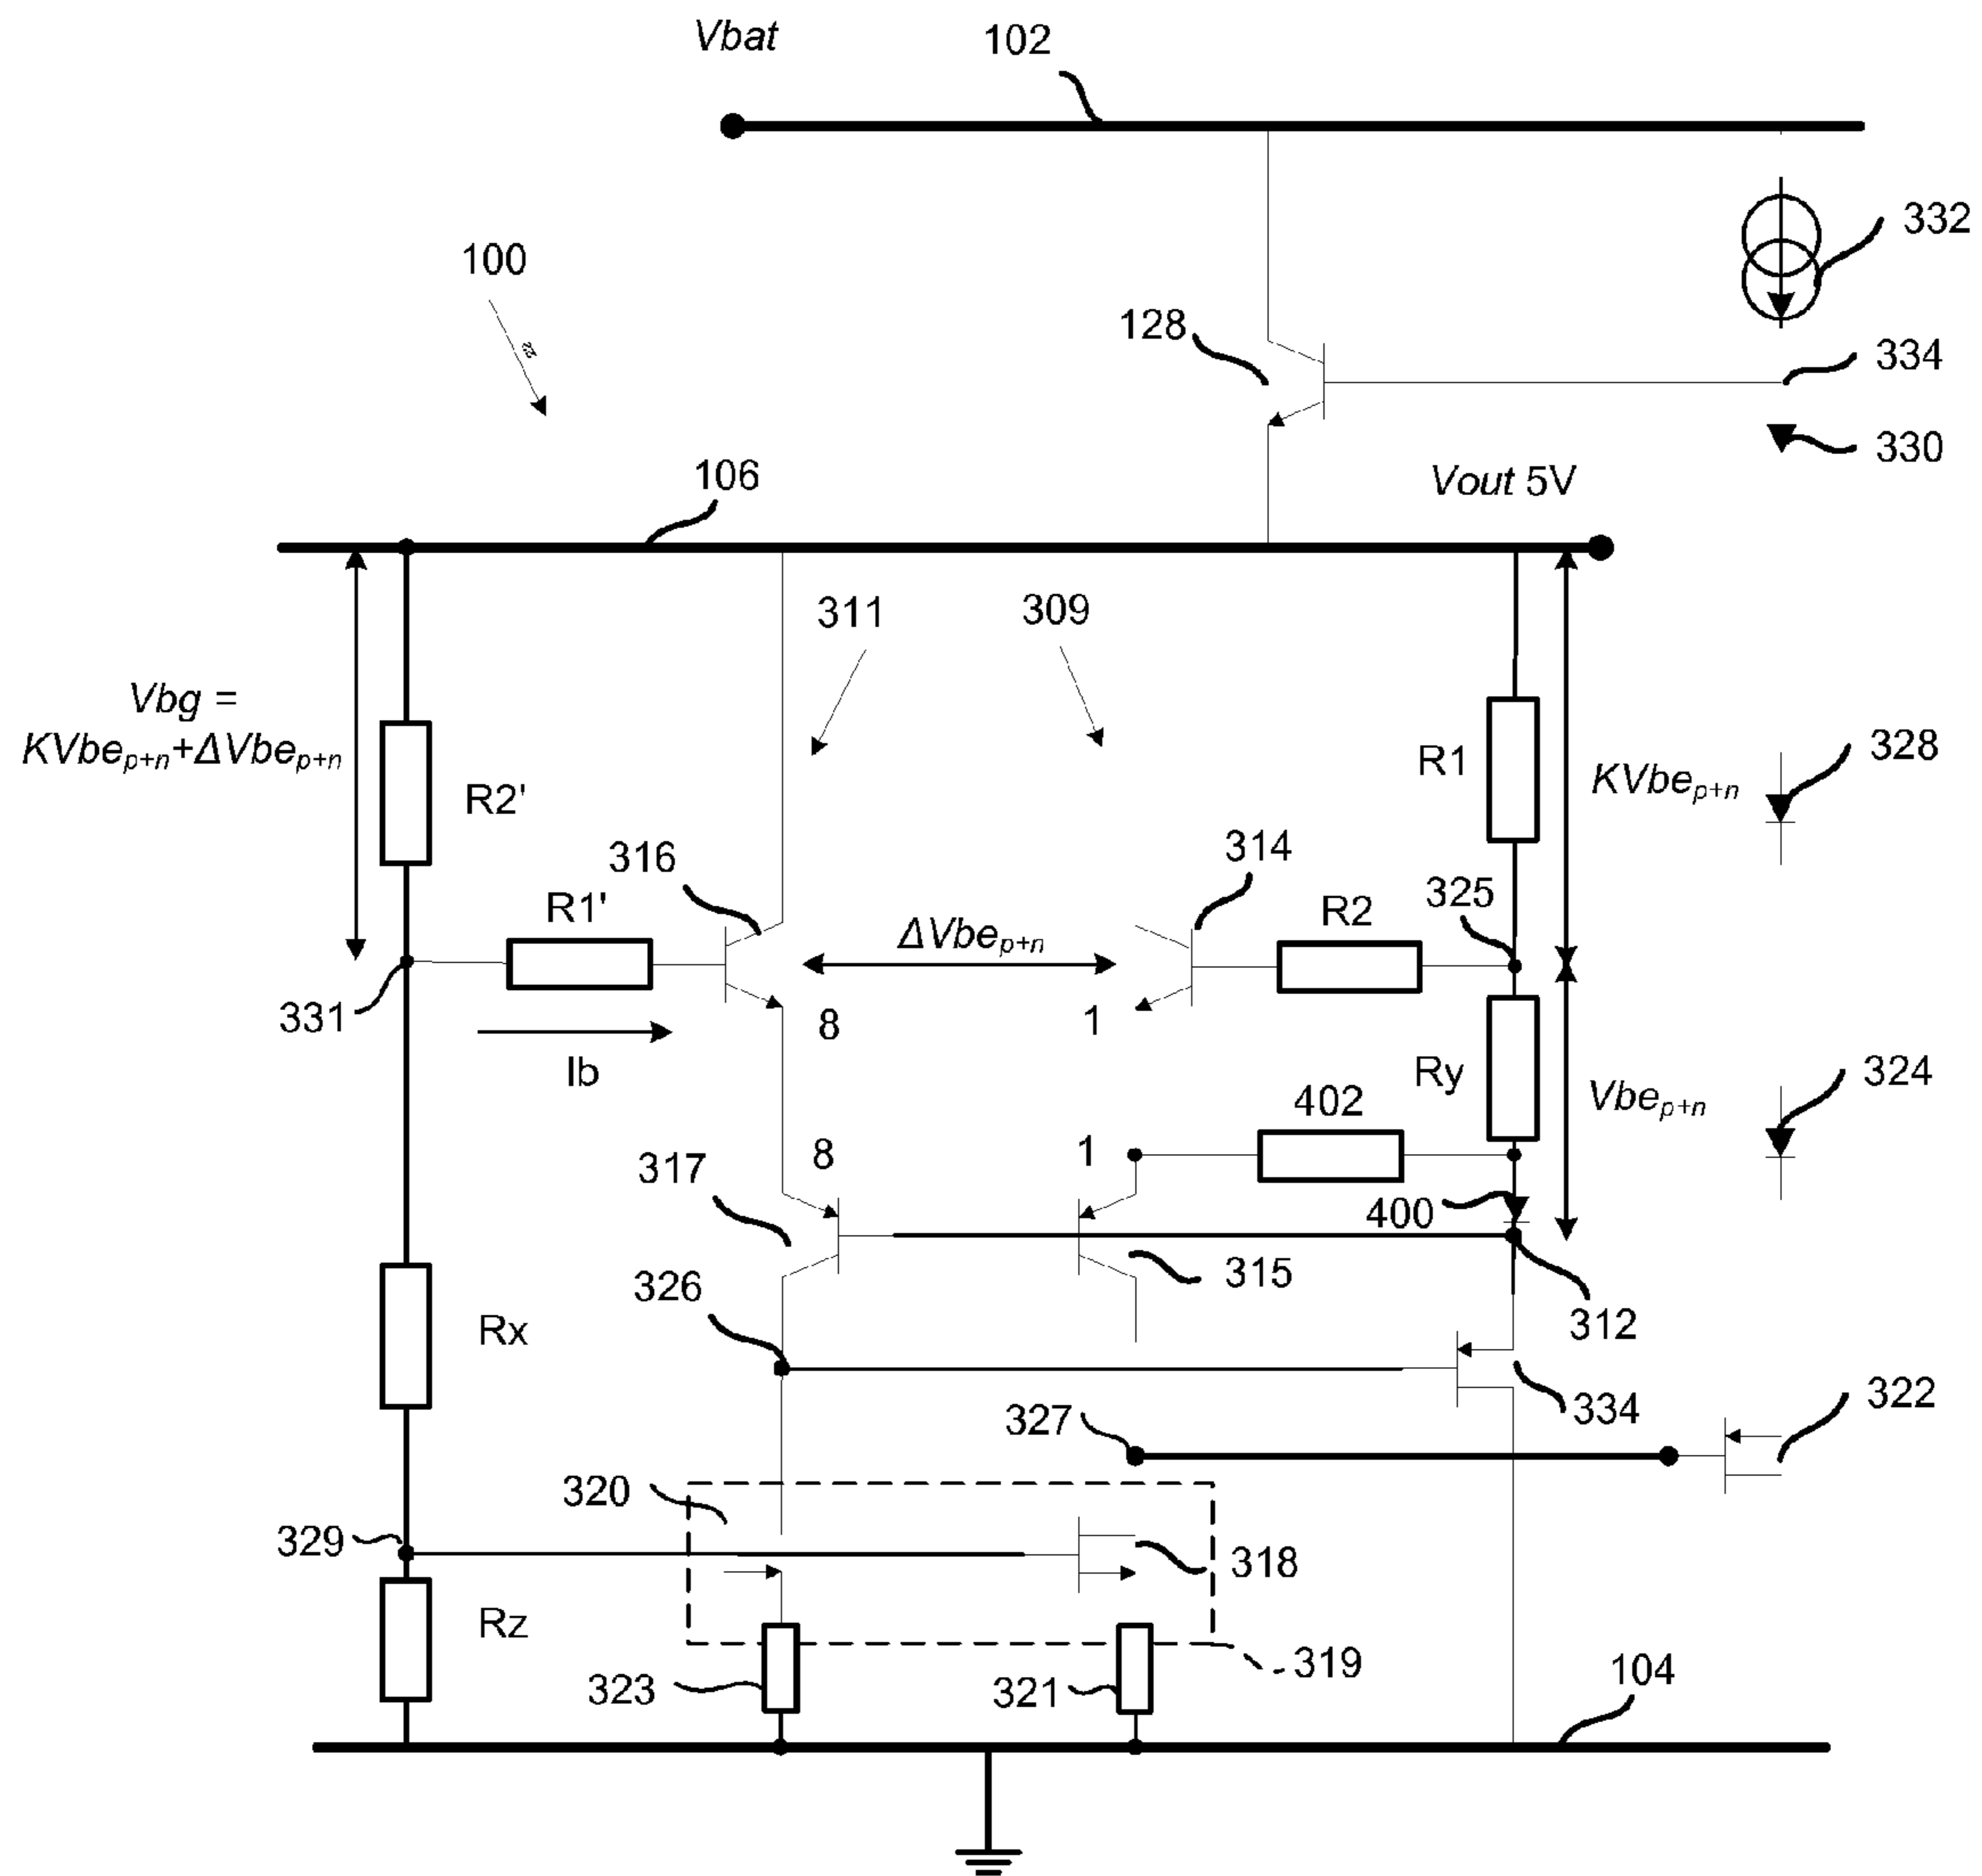 Vbat
102
332
100
128
334
330
106
Vout 5V
311
309
Vbg =
KVbep+n+ΔVbep+n
R2'
R1
KVbep+n
328
316
314
R1'
ΔVbep+n
R2
325
331
8
1
Ib
Ry
Vbep+n
324
402
8
1
317
400
326
315
312
Rx
327
334
322
320
329
318
Rz
323
321
319
104